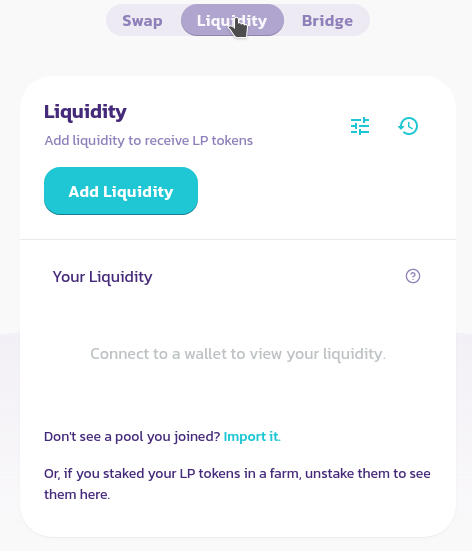 Swap Liquidity Bridge
Liquidity
Add liquidity to receive LP tokens
Add Liquidity
Your Liquidity
Connect to a wallet to view your liquidity.
Don't see a pool you joined? Import it.
Or, if you staked your LP tokens in a farm, unstake them to see
them here.